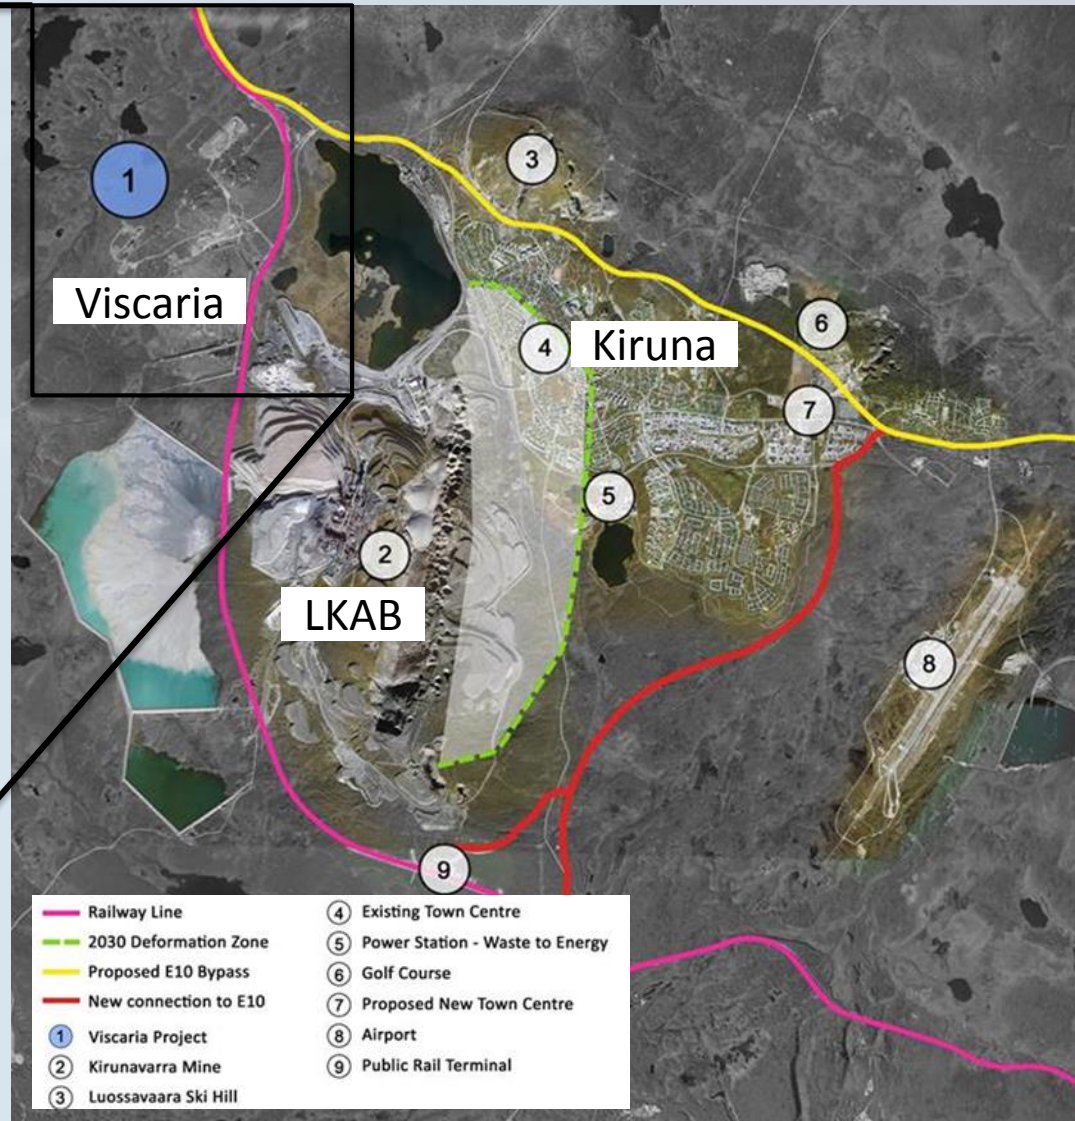 1
3
Viscaria
6
4
Kiruna
7
5
2
LKAB
8
9
Railway Line
2030 Deformation Zone
Proposed E10 Bypass
New connection to E10
1 Viscaria Project
2 Kirunavarra Mine
3 Luossavaara Ski Hill
4 Existing Town Centre
5 Power Station - Waste to Energy
6 Golf Course
7 Proposed New Town Centre
8 Airport
9 Public Rail Terminal